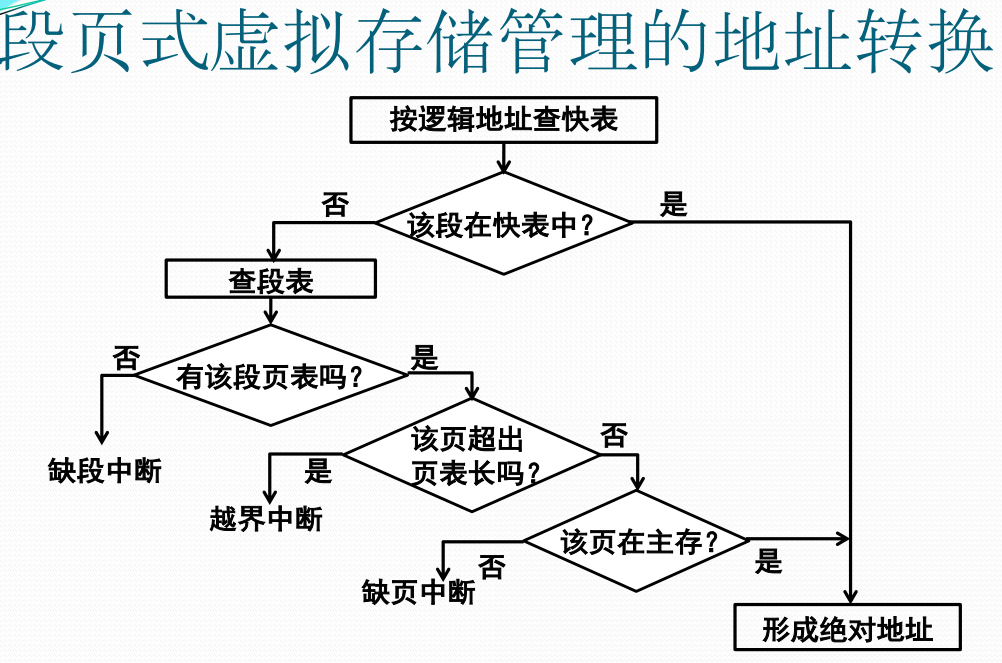 段页式虚拟存储管理的地址转换
按逻辑地址查快表
否
是
该段在快表中?
查段表
否
是
有该段页表吗?
该页超出
页表长吗?
否
是
缺段中断
越界中断
该页在主存?
否
是
缺页中断
形成绝对地址